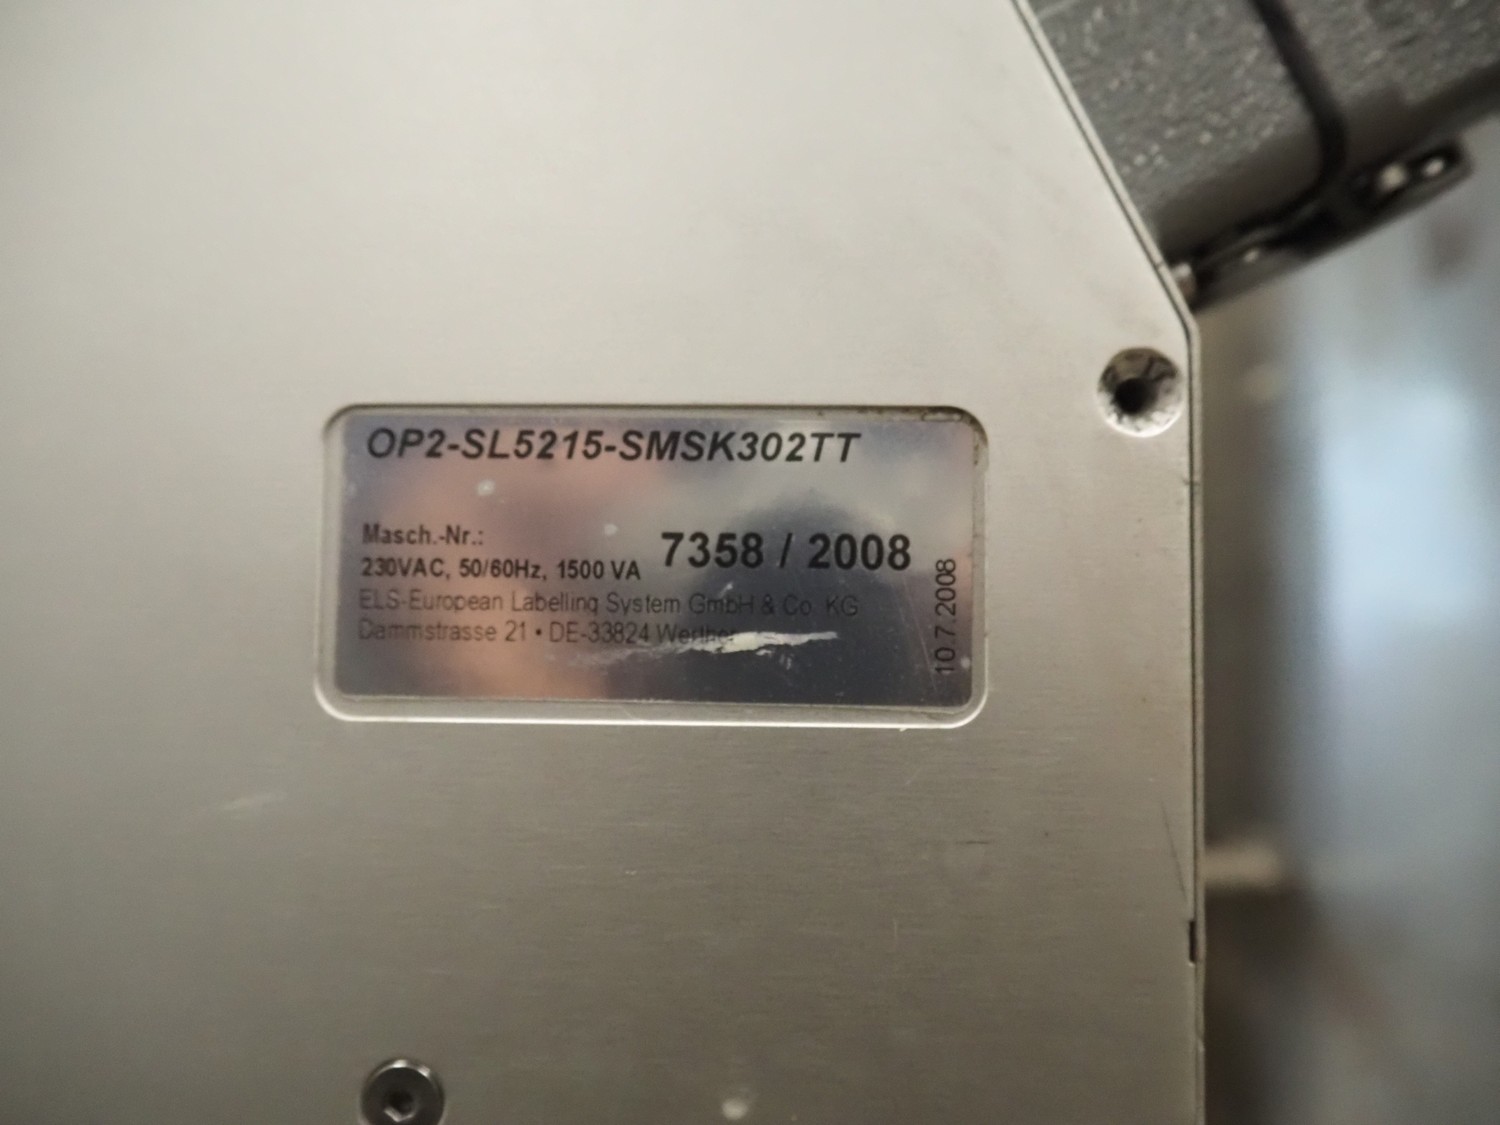 OP2-SL5215-SMSK302TT
Masch.-Nr.: 7358 / 2008
230VAC, 50/60Hz, 1500 VA
ELS-European Labelling System GmbH & Co. KG
Dammstrasse 21 • DE-33824 Werther
10.7.2008